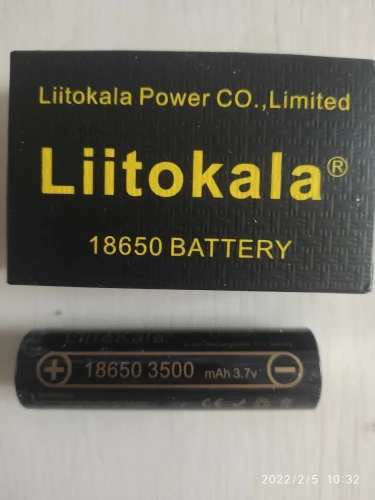 Liitokala Power CO.,Limited
Liitokala®
18650 BATTERY
LiitoKala
18650 3500 mAh 3.7v
2022/2/5 10:32